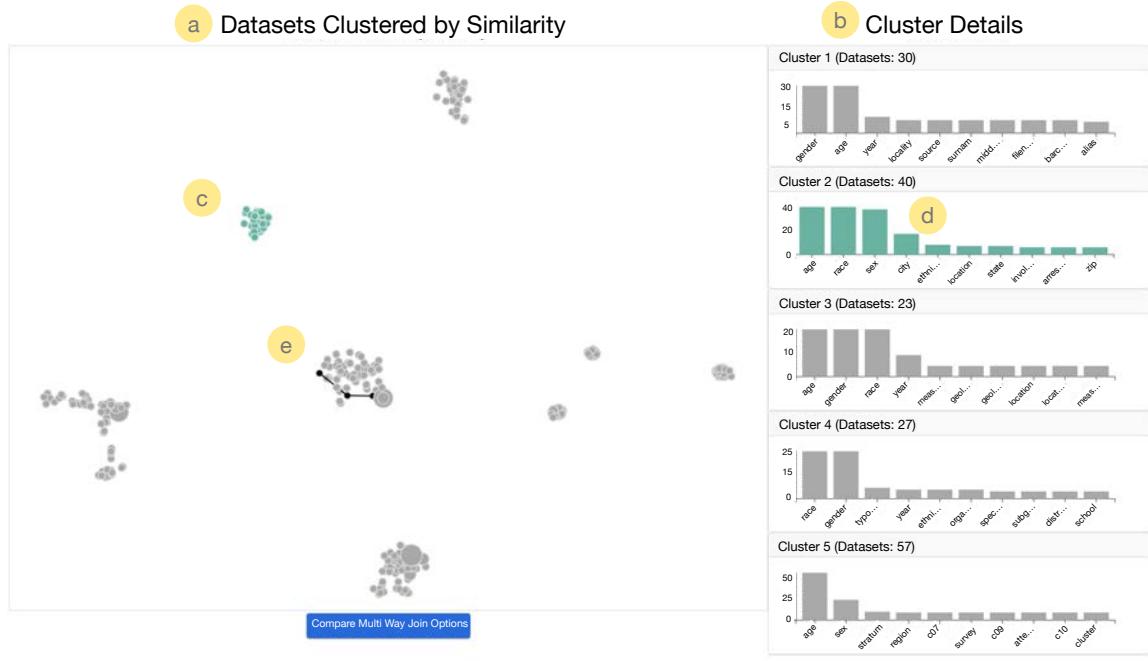 a Datasets Clustered by Similarity
c
e
Compare Multi Way Join Options
b Cluster Details
Cluster 1 (Datasets: 30)
30
15
5
gender age year locality source surnam midd... filen... barc... alias
Cluster 2 (Datasets: 40)
d
40
20
0
age race sex city ethni... location state invol... arres... zip
Cluster 3 (Datasets: 23)
20
10
0
age gender race year meas... geol... geol... location locat... meas...
Cluster 4 (Datasets: 27)
25
15
0
race gender typo... year ethni... orga... spec... subg... distr... school
Cluster 5 (Datasets: 57)
50
25
0
age sex stratum region c07 survey c09 atte... c10 cluster